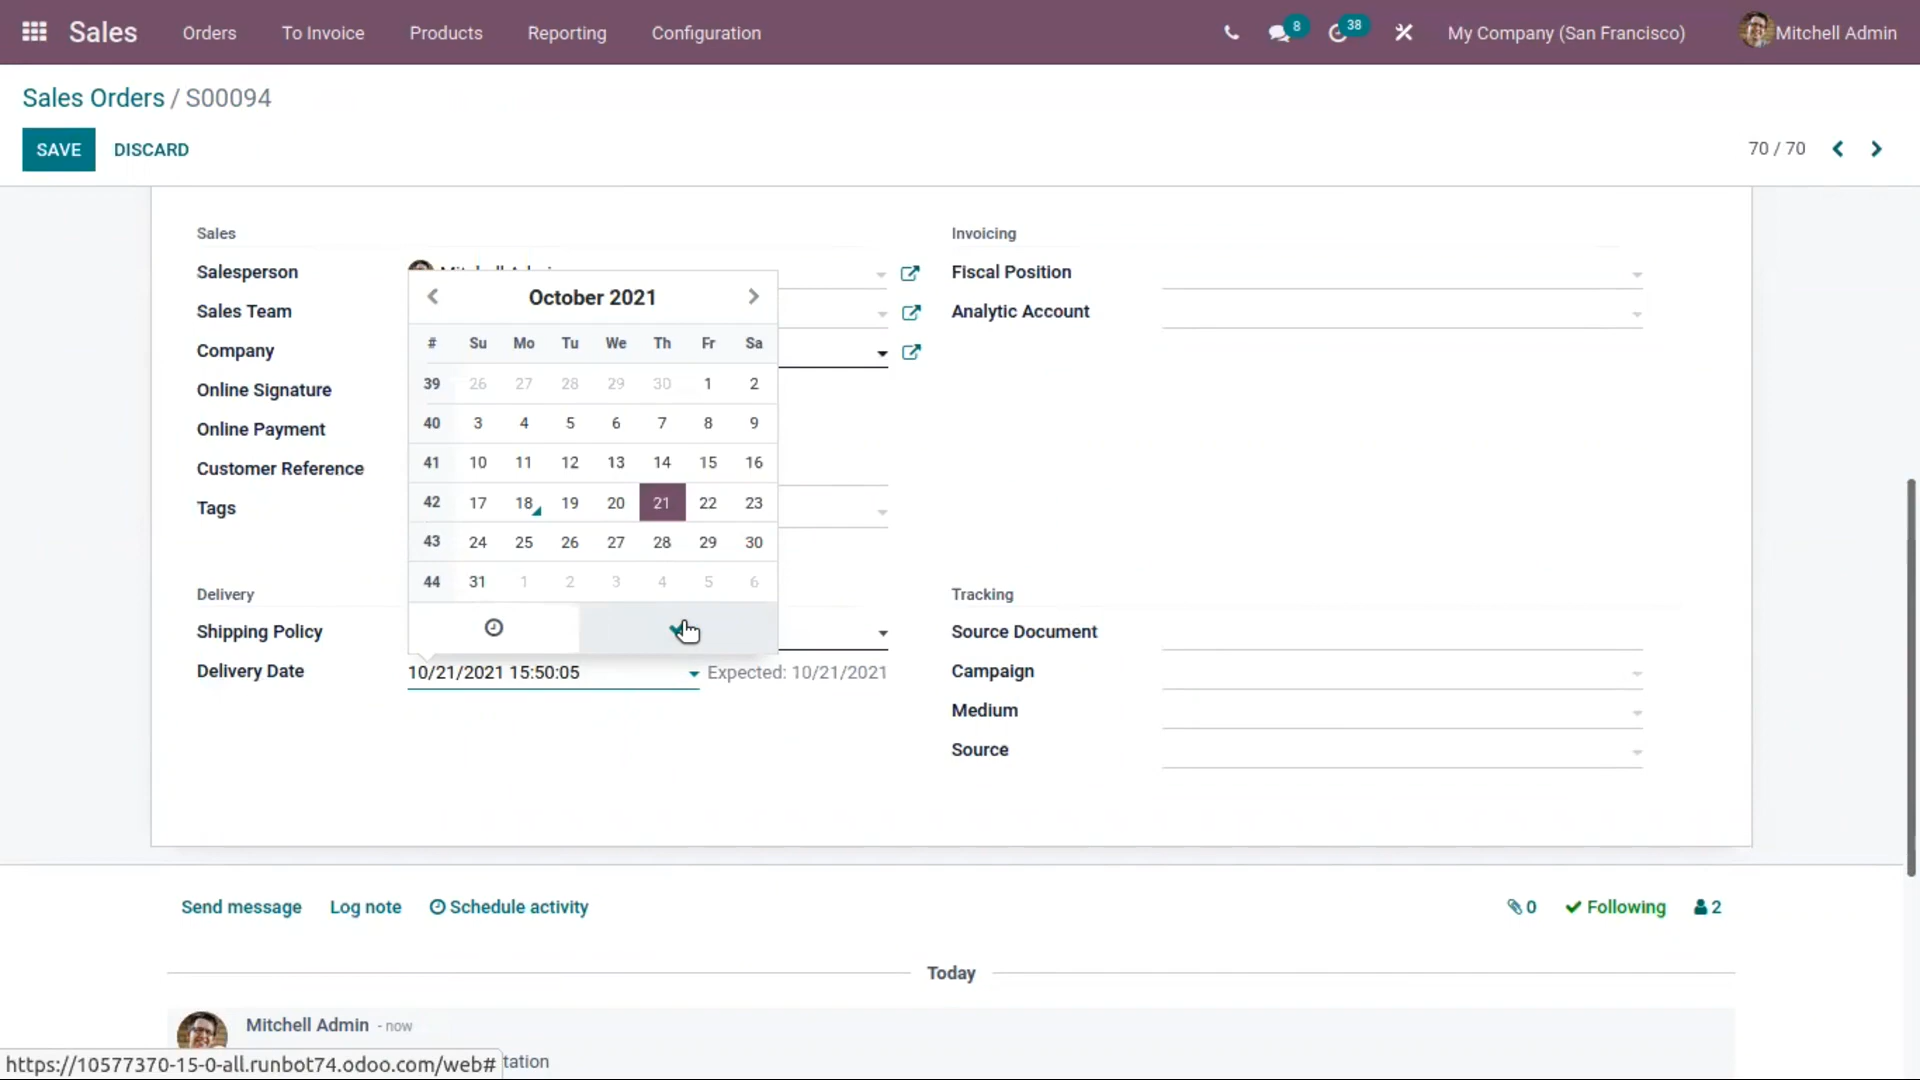 Sales Orders To Invoice Products Reporting Configuration 8 38 My Company (San Francisco) Mitchell Admin
Sales Orders / S00094
SAVE DISCARD 70 / 70
Sales
Salesperson
Sales Team
Company
Online Signature
Online Payment
Customer Reference
Tags
October 2021
# Su Mo Tu We Th Fr Sa
39 26 27 28 29 30 1 2
40 3 4 5 6 7 8 9
41 10 11 12 13 14 15 16
42 17 18 19 20 21 22 23
43 24 25 26 27 28 29 30
44 31 1 2 3 4 5 6
Invoicing
Fiscal Position
Analytic Account
Delivery
Shipping Policy
Delivery Date 10/21/2021 15:50:05 Expected: 10/21/2021
Tracking
Source Document
Campaign
Medium
Source
Send message Log note Schedule activity 0 Following 2
Today
Mitchell Admin - now
https://10577370-15-0-all.runbot74.odoo.com/web# tation